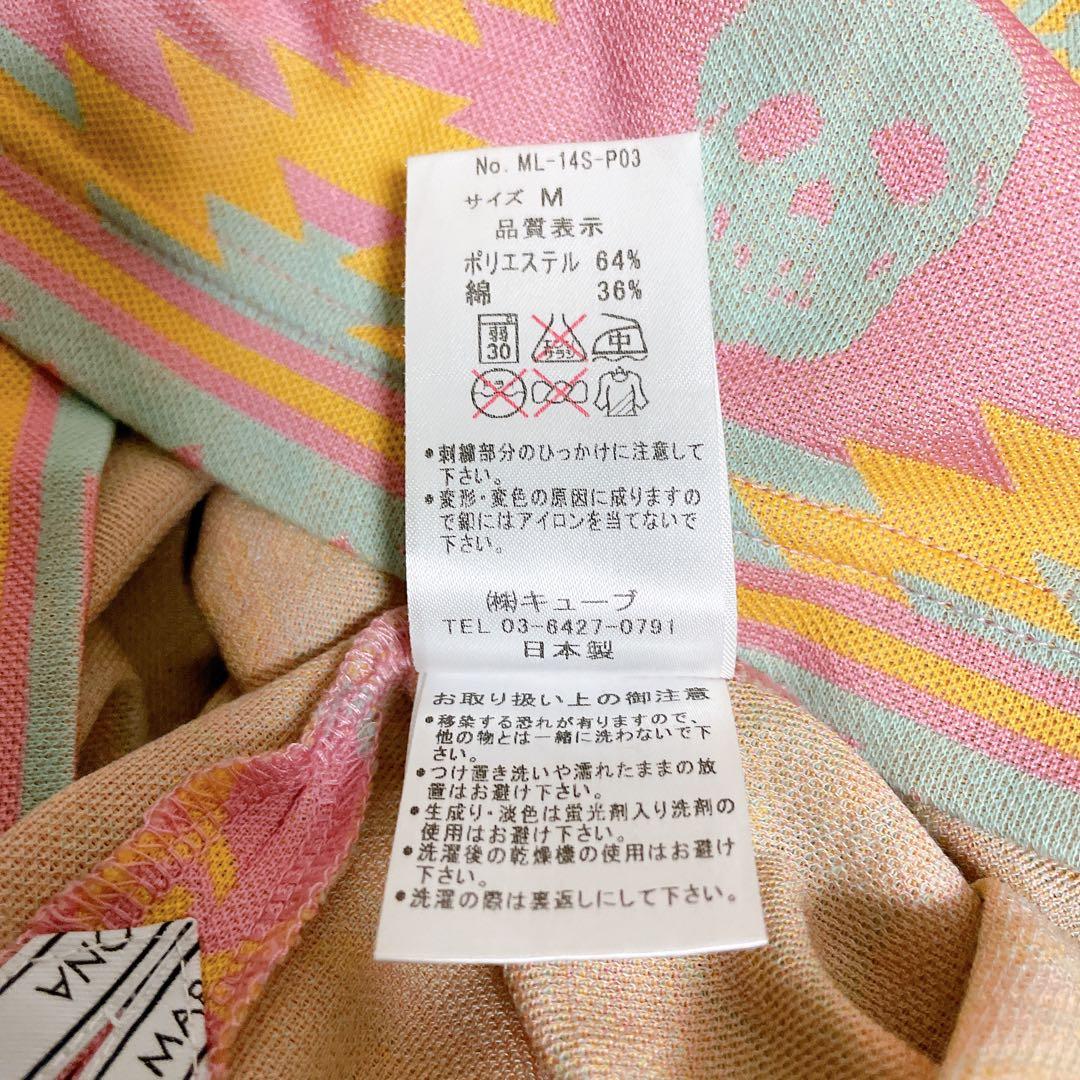 No. ML-14S-P03
サイズ M
品質表示
ポリエステル 64%
綿 36%
弱
30
エンソ
サラシ
中
・刺繍部分のひっかけに注意して
下さい。
・変形・変色の原因に成りますの
で釦にはアイロンを当てないで
下さい。
㈱キューブ
TEL 03-6427-0791
日本製
お取り扱い上の御注意
・移染する恐れが有りますので、
他の物とは一緒に洗わないで下
さい。
・つけ置き洗いや濡れたままの放
置はお避け下さい。
・生成り・淡色は蛍光剤入り洗剤の
使用はお避け下さい。
・洗濯後の乾燥機の使用はお避け
下さい。
・洗濯の際は裏返しにして下さい。
MAR